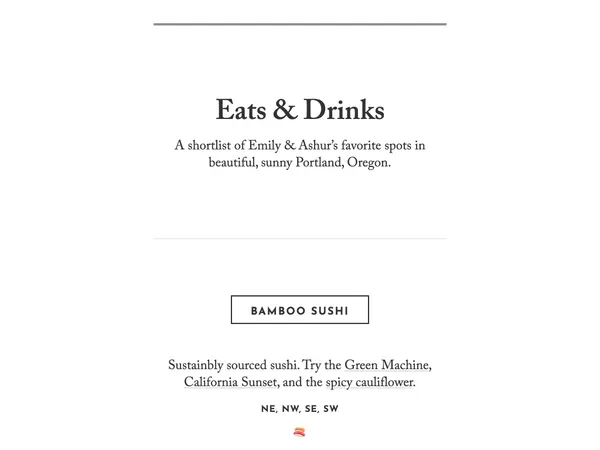 Eats & Drinks
A shortlist of Emily & Ashur’s favorite spots in
beautiful, sunny Portland, Oregon.
BAMBOO SUSHI
Sustainbly sourced sushi. Try the Green Machine,
California Sunset, and the spicy cauliflower.
NE, NW, SE, SW